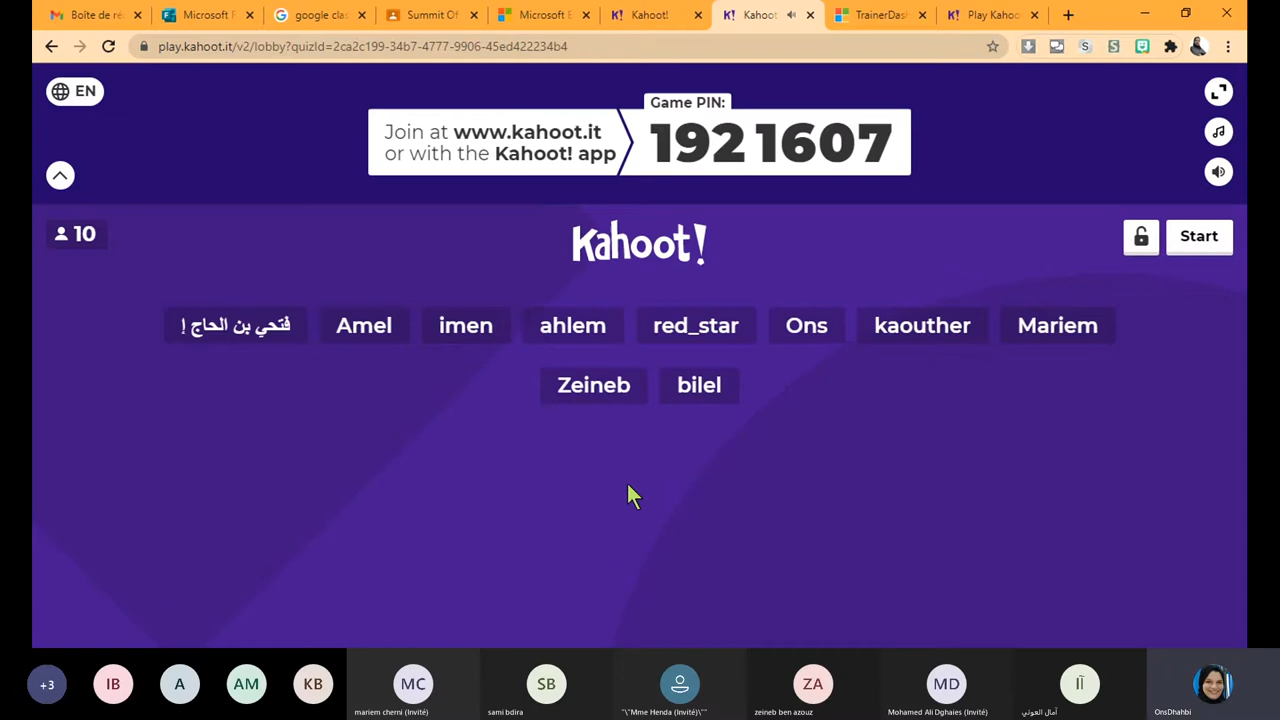 Boîte de ré
Microsoft F
google clas
Summit Of
Microsoft E
Kahoot!
Kahoot
TrainerDas
Play Kahoo
play.kahoot.it/v2/lobby?quizId=2ca2c199-34b7-4777-9906-45ed422234b4
EN
Join at www.kahoot.it
or with the Kahoot! app
Game PIN:
192 1607
10
Kahoot!
Start
فتحي بن الحاج إ
Amel
imen
ahlem
red_star
Ons
kaouther
Mariem
Zeineb
bilel
+3
IB
A
AM
KB
MC
mariem cherni (Invité)
SB
sami bdira
"\"Mme Henda (Invité)\""
ZA
zeineb ben azouz
MD
Mohamed Ali Dghaies (Invité)
آا
آمال العوني
OnsDhahbi